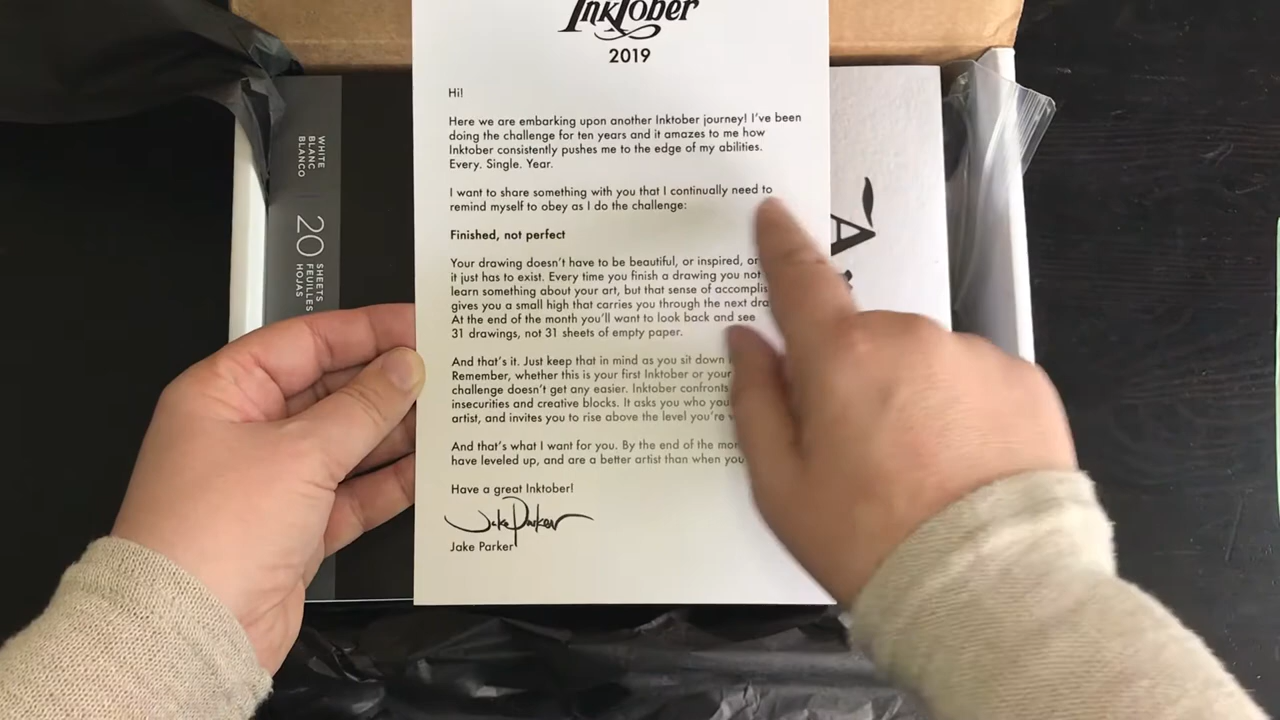 InkTober
2019
Hi!
Here we are embarking upon another Inktober journey! I've been
doing the challenge for ten years and it amazes to me how
Inktober consistently pushes me to the edge of my abilities.
Every. Single. Year.
I want to share something with you that I continually need to
remind myself to obey as I do the challenge:
Finished, not perfect
Your drawing doesn't have to be beautiful, or inspired, or
it just has to exist. Every time you finish a drawing you not
learn something about your art, but that sense of
gives you a small high that carries you through the next
At the end of the month you'll want to look back and see
31 drawings, not 31 sheets of empty paper.
And that's it. Just keep that in mind as you sit down
Remember, whether this is your first Inktober or your
challenge doesn't get any easier. Inktober confronts
insecurities and creative blocks. It asks you who you
artist, and invites you to rise above the level you're
And that's what I want for you. By the end of the
have leveled up, and are a better artist than when you
Have a great Inktober!
Jake Parker
Jake Parker
WHITE
BLANC
BLANCO
20
SHEETS
FEUILLES
HOJAS
A